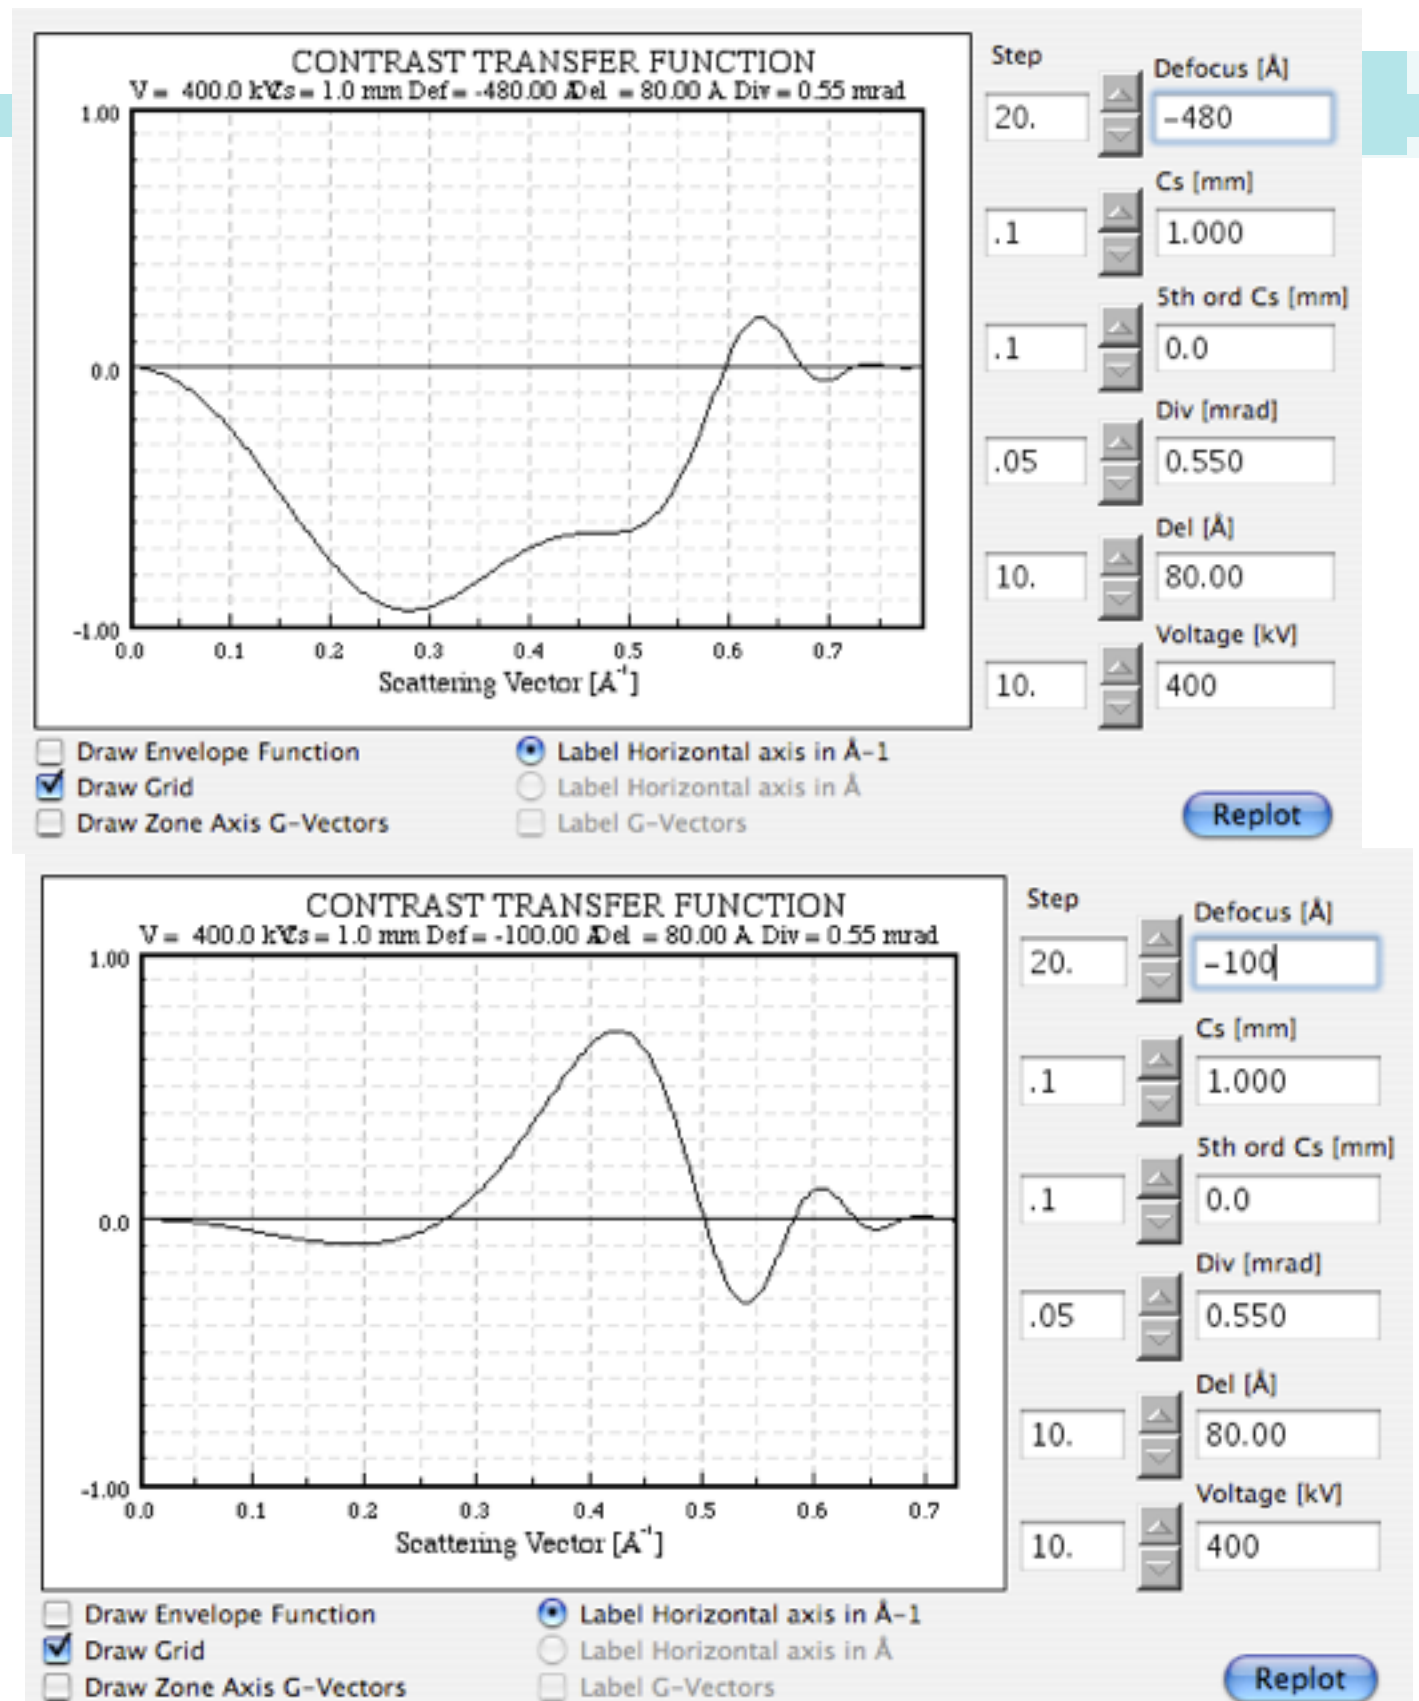 CONTRAST TRANSFER FUNCTION
V = 400.0 kV Cs = 1.0 mm Def = -480.00 Å Del = 80.00 A Div = 0.55 mrad
1.00
0.0
-1.00
0.0 0.1 0.2 0.3 0.4 0.5 0.6 0.7
Scattering Vector [A⁻¹]
Step
Defocus [Å]
20. -480
Cs [mm]
.1 1.000
5th ord Cs [mm]
.1 0.0
Div [mrad]
.05 0.550
Del [Å]
10. 80.00
Voltage [kV]
10. 400
Draw Envelope Function
Label Horizontal axis in Å-1
Draw Grid
Label Horizontal axis in Å
Draw Zone Axis G-Vectors
Label G-Vectors
Replot
CONTRAST TRANSFER FUNCTION
V = 400.0 kV Cs = 1.0 mm Def = -100.00 Å Del = 80.00 A Div = 0.55 mrad
1.00
0.0
-1.00
0.0 0.1 0.2 0.3 0.4 0.5 0.6 0.7
Scattering Vector [A⁻¹]
Step
Defocus [Å]
20. -100
Cs [mm]
.1 1.000
5th ord Cs [mm]
.1 0.0
Div [mrad]
.05 0.550
Del [Å]
10. 80.00
Voltage [kV]
10. 400
Draw Envelope Function
Label Horizontal axis in Å-1
Draw Grid
Label Horizontal axis in Å
Draw Zone Axis G-Vectors
Label G-Vectors
Replot